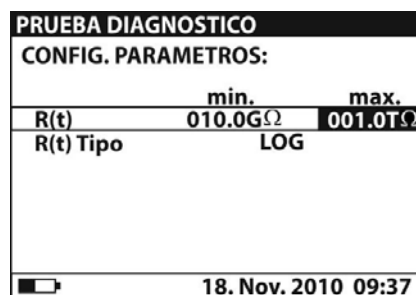 PRUEBA DIAGNOSTICO
CONFIG. PARAMETROS:
min. max.
R(t) 010.0GΩ 001.0TΩ
R(t) Tipo LOG
18. Nov. 2010 09:37